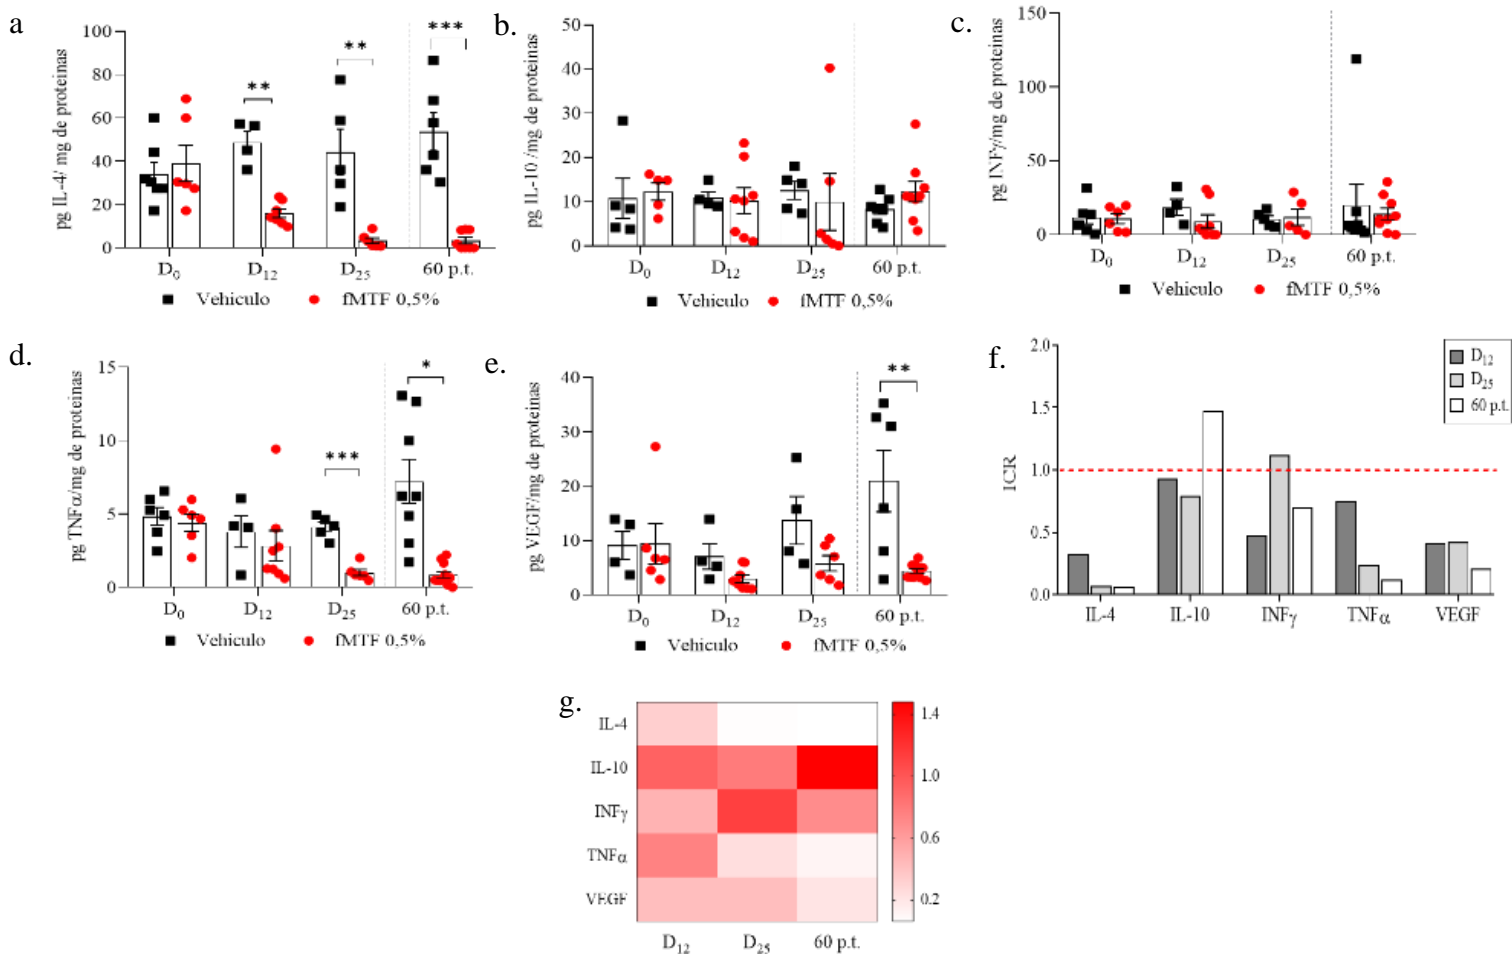 a
pg IL-4/ mg de proteinas
100
80
60
40
20
0
**
**
***
D0
D12
D25
60 p.t.
Vehiculo
fMTF 0,5%
b.
pg IL-10 /mg de proteinas
50
40
30
20
10
0
D0
D12
D25
60 p.t.
Vehiculo
fMTF 0,5%
c.
pg INFγ/mg de proteinas
150
100
50
0
D0
D12
D25
60 p.t.
Vehiculo
fMTF 0,5%
d.
pg TNFα/mg de proteinas
15
10
5
0
***
*
D0
D12
D25
60 p.t.
Vehiculo
fMTF 0,5%
e.
pg VEGF/mg de proteinas
40
30
20
10
0
**
D0
D12
D25
60 p.t.
Vehiculo
fMTF 0,5%
f.
ICR
2.0
1.5
1.0
0.5
0.0
D12
D25
60 p.t.
IL-4
IL-10
INFγ
TNFα
VEGF
g.
IL-4
IL-10
INFγ
TNFα
VEGF
D12
D25
60 p.t.
1.4
1.0
0.6
0.2